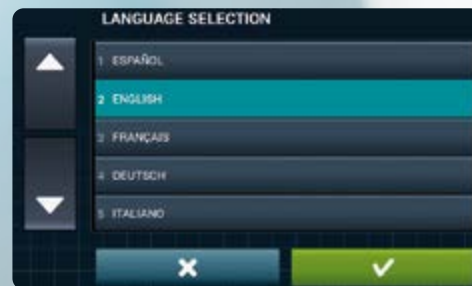 LANGUAGE SELECTION
1 ESPAÑOL
2 ENGLISH
3 FRANÇAIS
4 DEUTSCH
5 ITALIANO